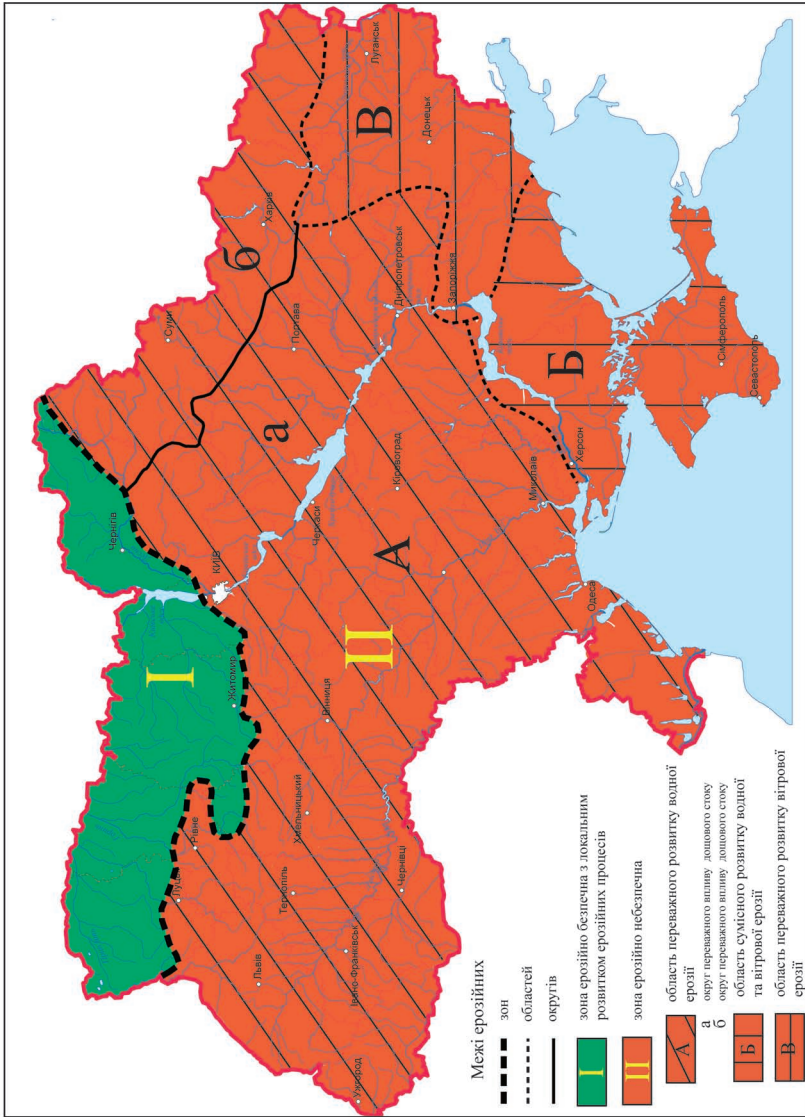 I
II
А
Б
В
а
б
Луцьк
Рівне
Житомир
КИЇВ
Чернігів
Суми
Харків
Полтава
Луганськ
Донецьк
Львів
Тернопіль
Хмельницький
Вінниця
Черкаси
Кіровоград
Дніпропетровськ
Запоріжжя
Ужгород
Івано-Франківськ
Чернівці
Одеса
Миколаїв
Херсон
Сімферополь
Севастополь
Межі ерозійних
зон
областей
округів
I
зона ерозійно безпечна з локальним
розвитком ерозійних процесів
II
зона ерозійно небезпечна
А
область переважного розвитку водної
ерозії
а округ переважного впливу дощового стоку
б округ переважного впливу дощового стоку
Б
область сумісного розвитку водної
та вітрової ерозії
В
область переважного розвитку вітрової
ерозії